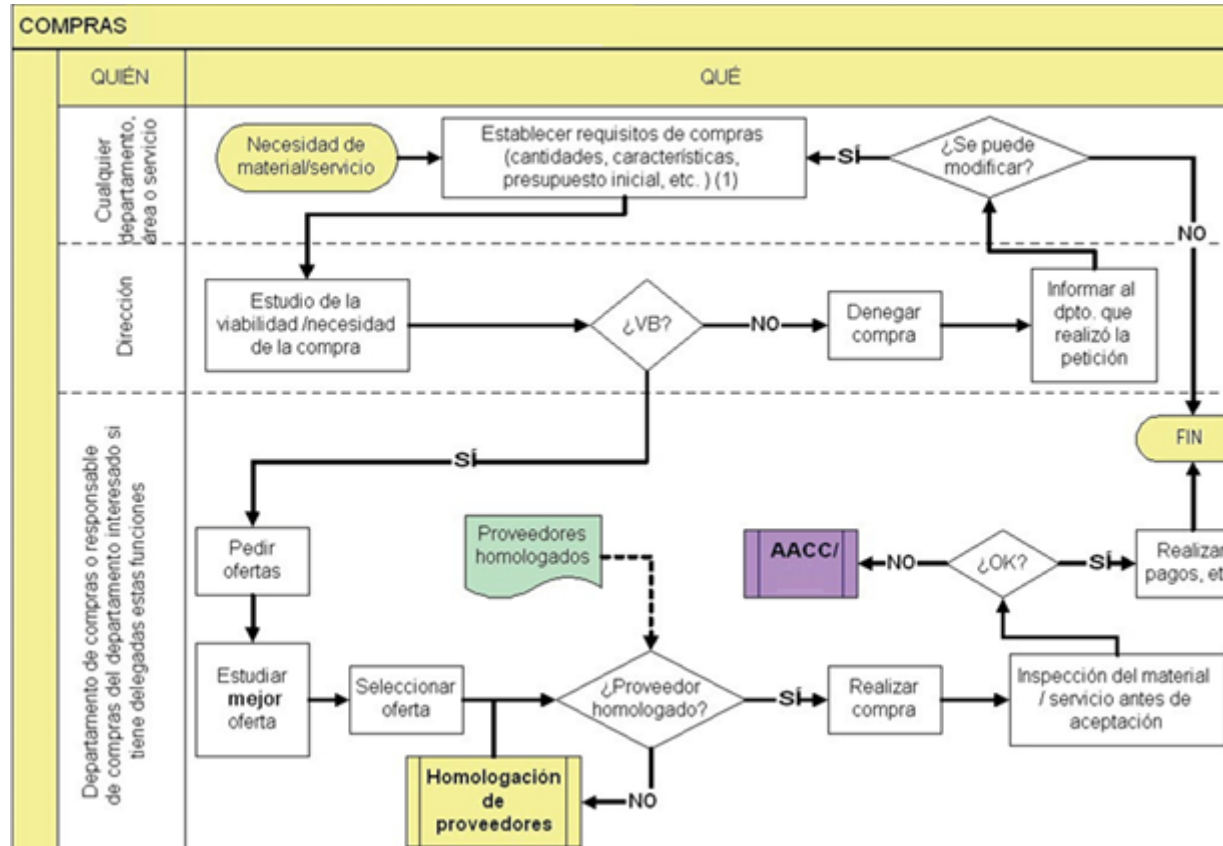 COMPRAS
QUIÉN
QUÉ
Cualquier
departamento,
área o servicio
Necesidad de
material/servicio
Establecer requisitos de compras
(cantidades, características,
presupuesto inicial, etc. ) (1)
SÍ
¿Se puede
modificar?
NO
Dirección
Estudio de la
viabilidad /necesidad
de la compra
¿VB?
NO
Denegar
compra
Informar al
dpto. que
realizó la
petición
SÍ
Departamento de compras o responsable
de compras del departamento interesado si
tiene delegadas estas funciones
FIN
Pedir
ofertas
Proveedores
homologados
AACC/
NO
¿OK?
SÍ
Realizar
pagos, et
Estudiar
mejor
oferta
Seleccionar
oferta
¿Proveedor
homologado?
SÍ
Realizar
compra
Inspección del material
/ servicio antes de
aceptación
Homologación
de
proveedores
NO